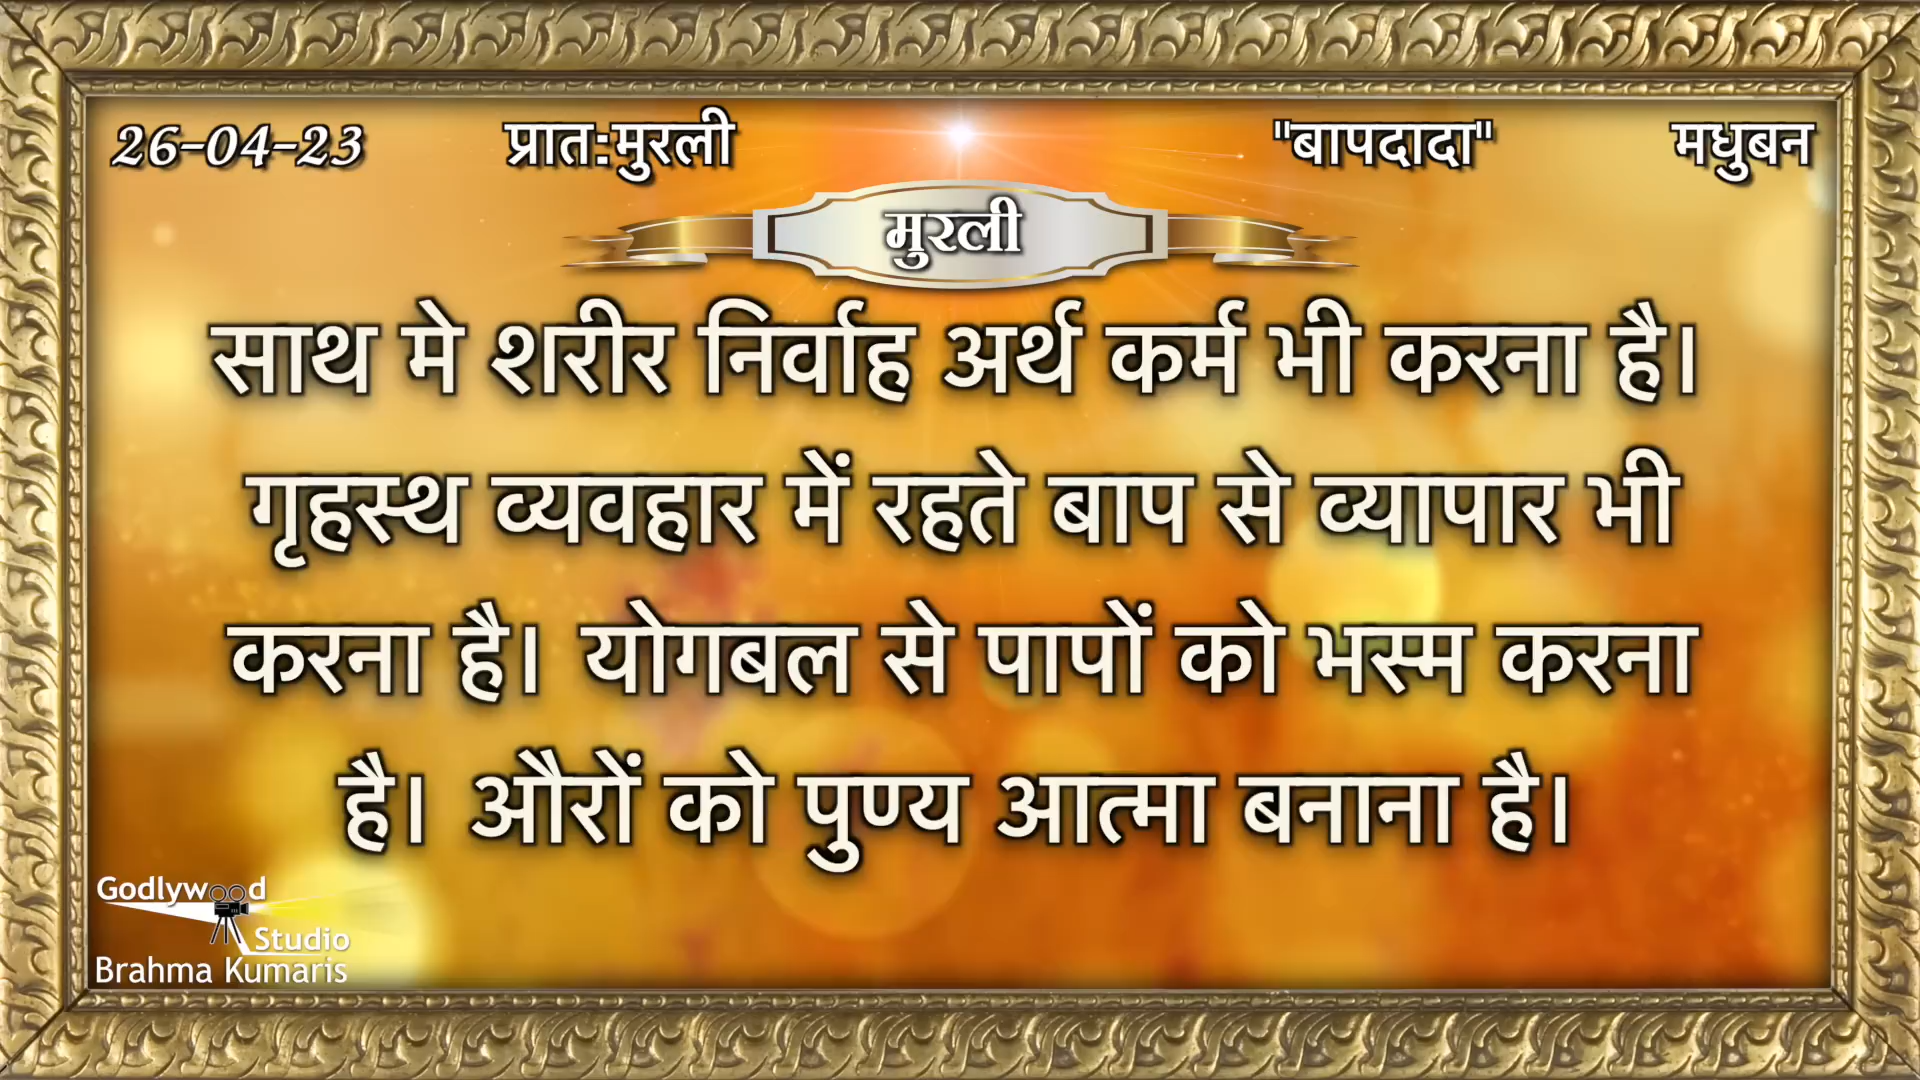 26-04-23 प्रात:मुरली "बापदादा" मधुबन
मुरली
साथ मे शरीर निर्वाह अर्थ कर्म भी करना है।
गृहस्थ व्यवहार में रहते बाप से व्यापार भी
करना है। योगबल से पापों को भस्म करना
है। औरों को पुण्य आत्मा बनाना है।
Godlywood
Studio
Brahma Kumaris